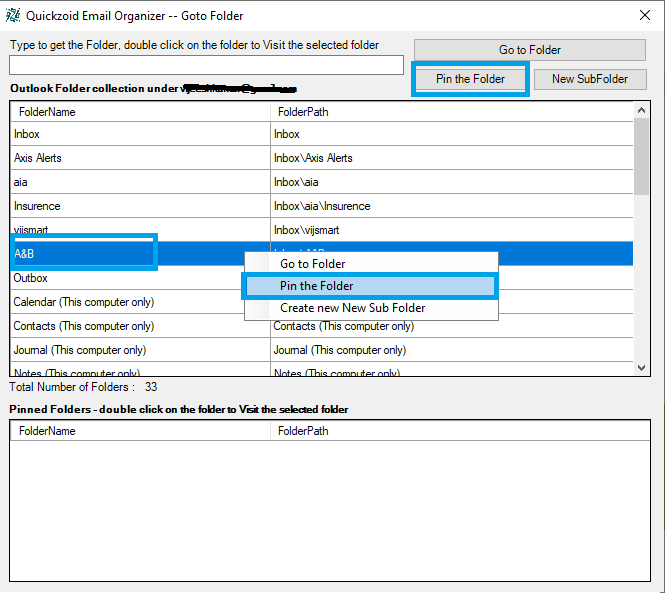 Quickzoid Email Organizer -- Goto Folder
Type to get the Folder, double click on the folder to Visit the selected folder
Go to Folder
Pin the Folder
New SubFolder
Outlook Folder collection under
FolderName FolderPath
Inbox Inbox
Axis Alerts Inbox\Axis Alerts
aia Inbox\aia
Insurence Inbox\aia\Insurence
vijsmart Inbox\vijsmart
A&B
Go to Folder
Outbox
Pin the Folder
Calendar (This computer only)
Create new New Sub Folder
Contacts (This computer only) Contacts (This computer only)
Journal (This computer only) Journal (This computer only)
Notes (This computer only) Notes (This computer only)
Total Number of Folders : 33
Pinned Folders - double click on the folder to Visit the selected folder
FolderName FolderPath